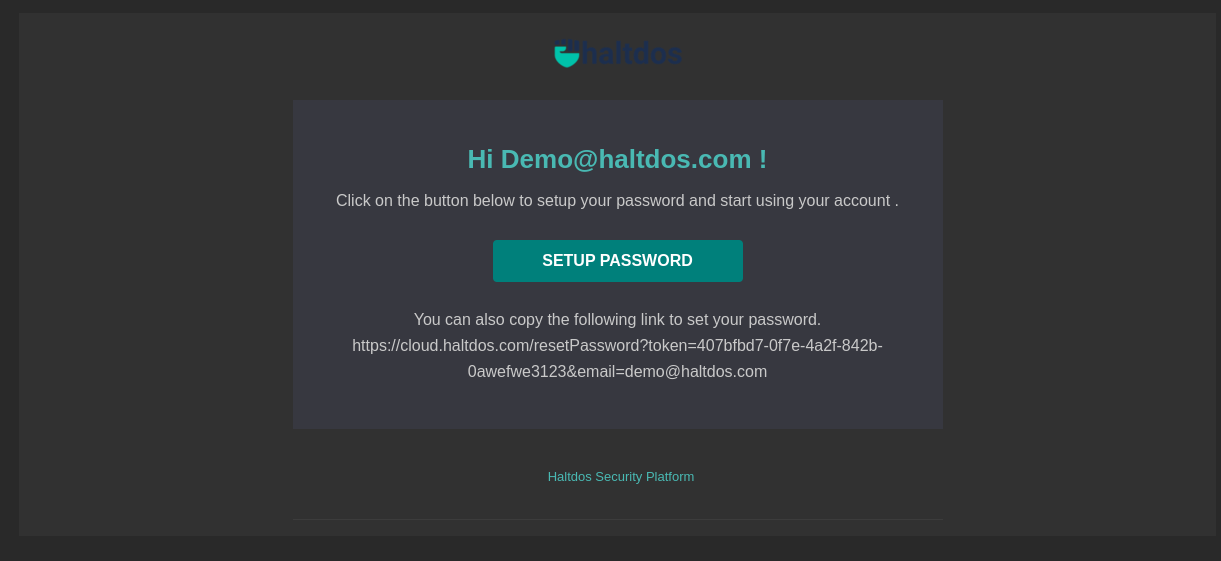 haltdos
Hi Demo@haltdos.com !
Click on the button below to setup your password and start using your account .
SETUP PASSWORD
You can also copy the following link to set your password.
https://cloud.haltdos.com/resetPassword?token=407bfbd7-0f7e-4a2f-842b-
0awefwe3123&email=demo@haltdos.com
Haltdos Security Platform